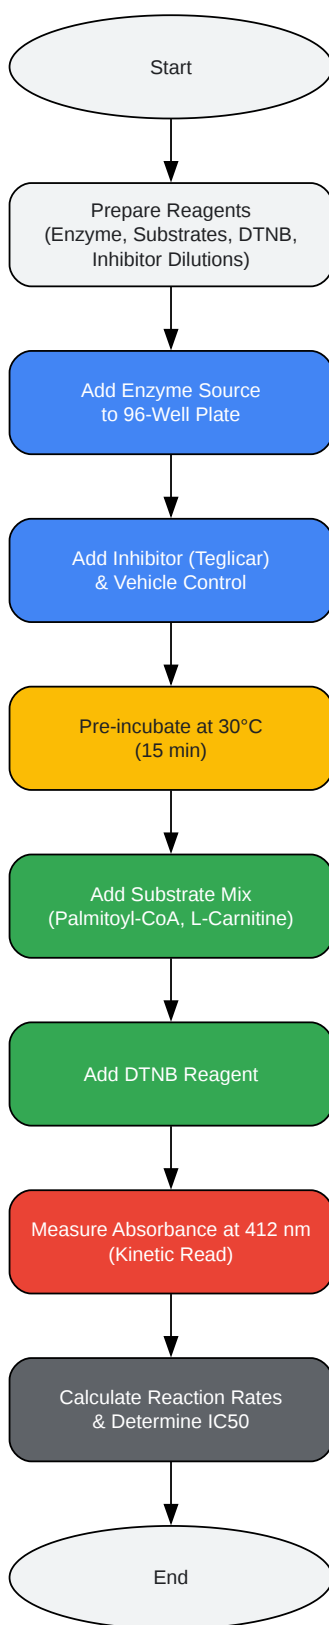 Start
Prepare Reagents
(Enzyme, Substrates, DTNB,
Inhibitor Dilutions)
Add Enzyme Source
to 96-Well Plate
Add Inhibitor (Teglicar)
& Vehicle Control
Pre-incubate at 30°C
(15 min)
Add Substrate Mix
(Palmitoyl-CoA, L-Carnitine)
Add DTNB Reagent
Measure Absorbance at 412 nm
(Kinetic Read)
Calculate Reaction Rates
& Determine IC50
End